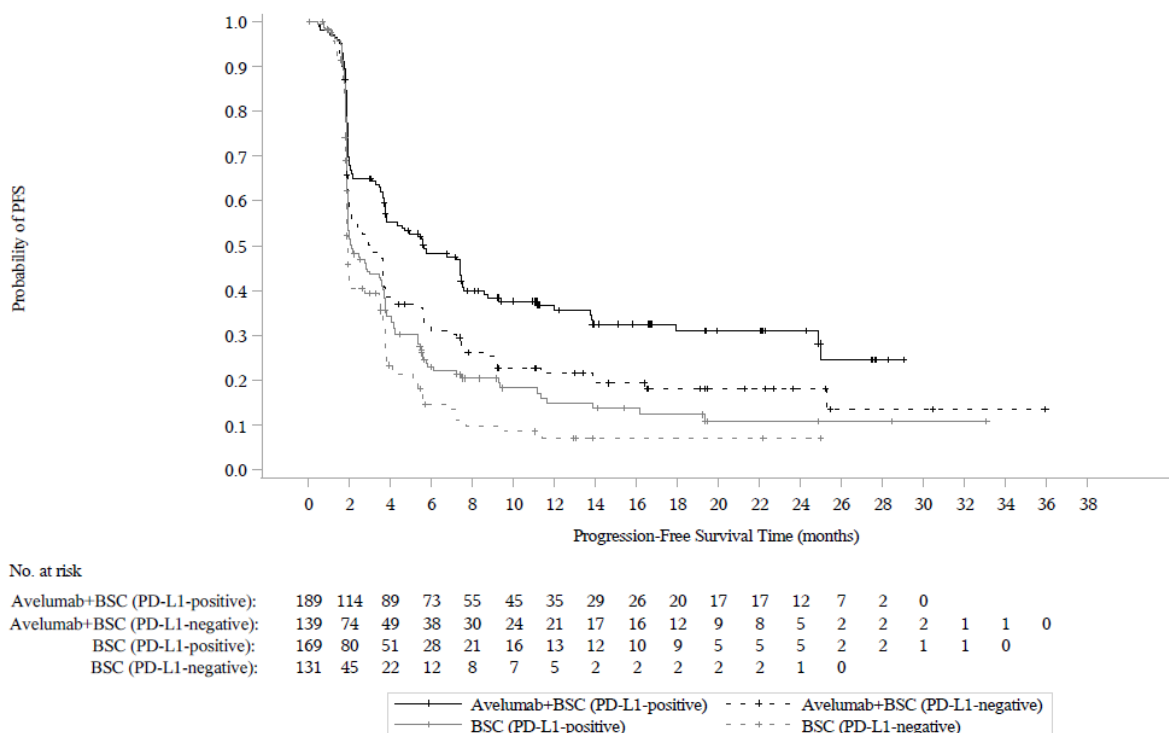 1.0
0.9
0.8
0.7
0.6
0.5
0.4
0.3
0.2
0.1
0.0
Probability of PFS
0 2 4 6 8 10 12 14 16 18 20 22 24 26 28 30 32 34 36 38
Progression-Free Survival Time (months)
No. at risk
Avelumab+BSC (PD-L1-positive): 189 114 89 73 55 45 35 29 26 20 17 17 12 7 2 0
Avelumab+BSC (PD-L1-negative): 139 74 49 38 30 24 21 17 16 12 9 8 5 2 2 2 1 1 0
BSC (PD-L1-positive): 169 80 51 28 21 16 13 12 10 9 5 5 5 2 2 1 1 0
BSC (PD-L1-negative): 131 45 22 12 8 7 5 2 2 2 2 2 1 0
Avelumab+BSC (PD-L1-positive) Avelumab+BSC (PD-L1-negative)
BSC (PD-L1-positive) BSC (PD-L1-negative)